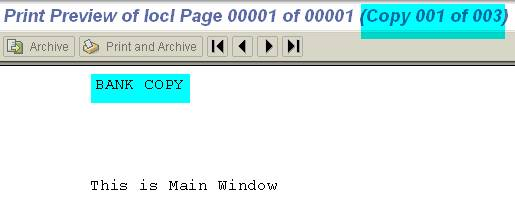 Print Preview of locl Page 00001 of 00001 (Copy 001 of 003)
Archive Print and Archive
BANK COPY
This is Main Window